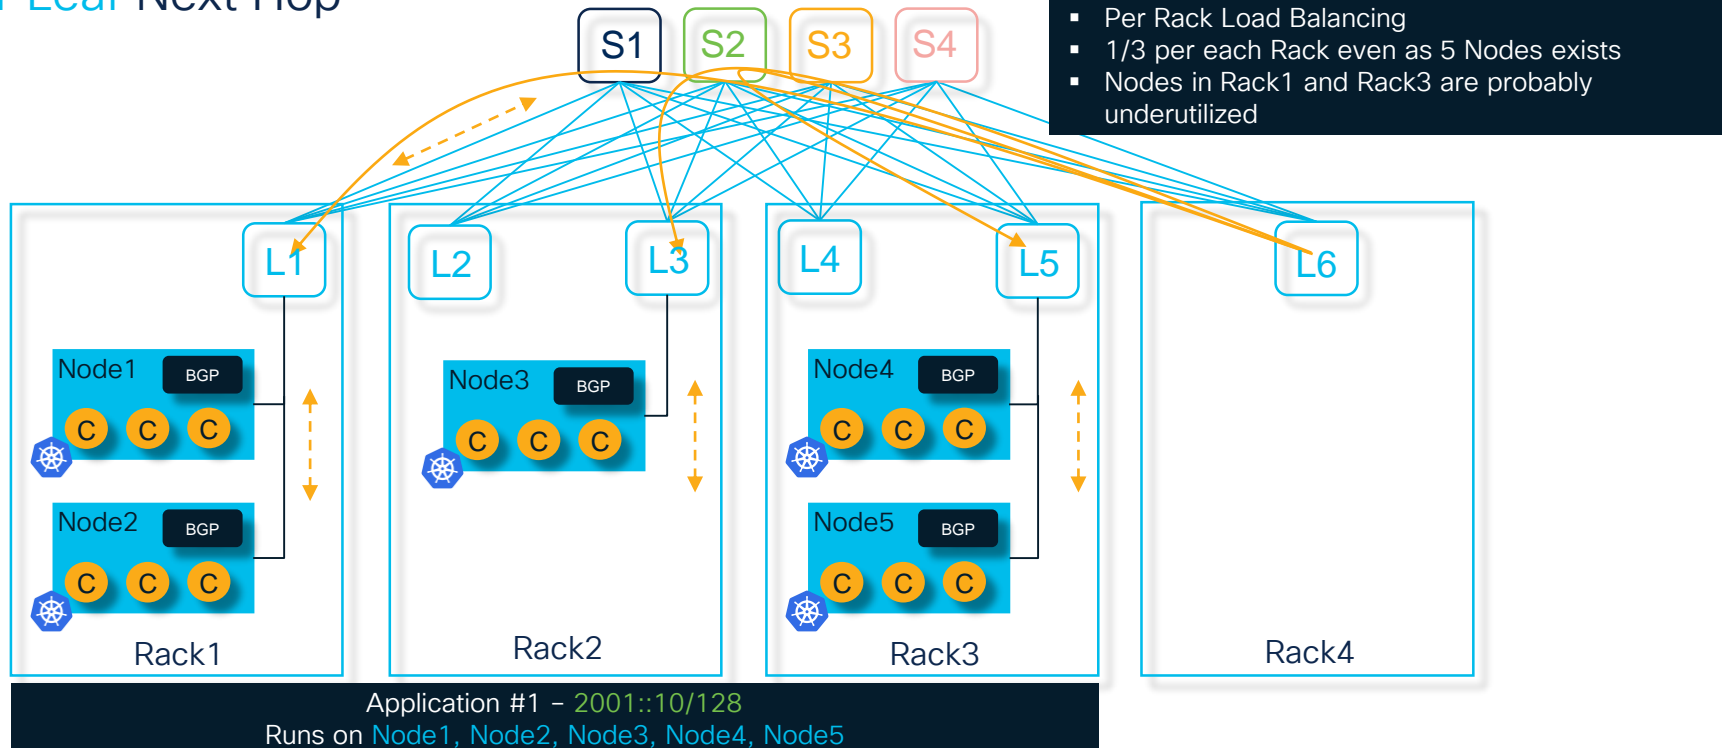 Leaf Next Hop
S1 S2 S3 S4
Per Rack Load Balancing
1/3 per each Rack even as 5 Nodes exists
Nodes in Rack1 and Rack3 are probably
underutilized
L1 L2 L3 L4 L5 L6
Node1 BGP
C C C
Node2 BGP
C C C
Rack1
Node3 BGP
C C C
Rack2
Node4 BGP
C C C
Node5 BGP
C C C
Rack3
Rack4
Application #1 – 2001::10/128
Runs on Node1, Node2, Node3, Node4, Node5